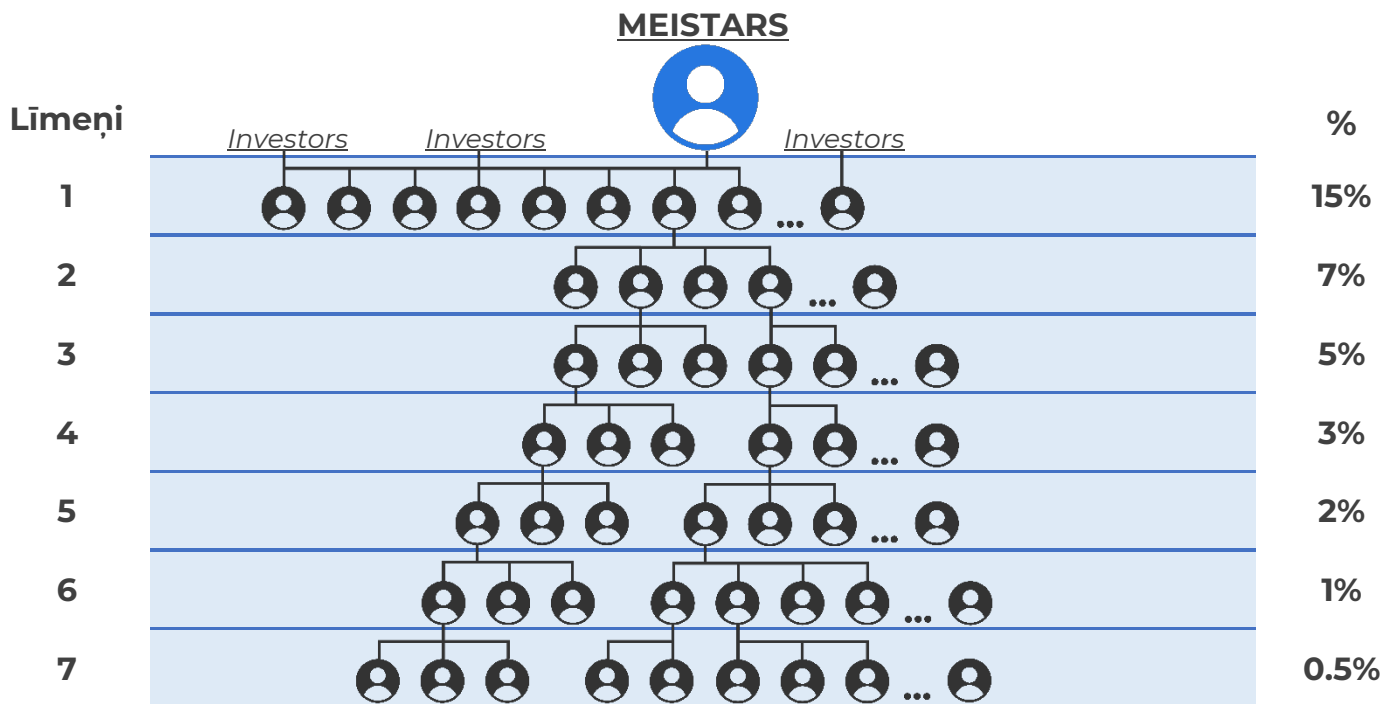 MEISTARS
Līmeņi
%
Investors Investors Investors
1 15%
2 7%
3 5%
4 3%
5 2%
6 1%
7 0.5%